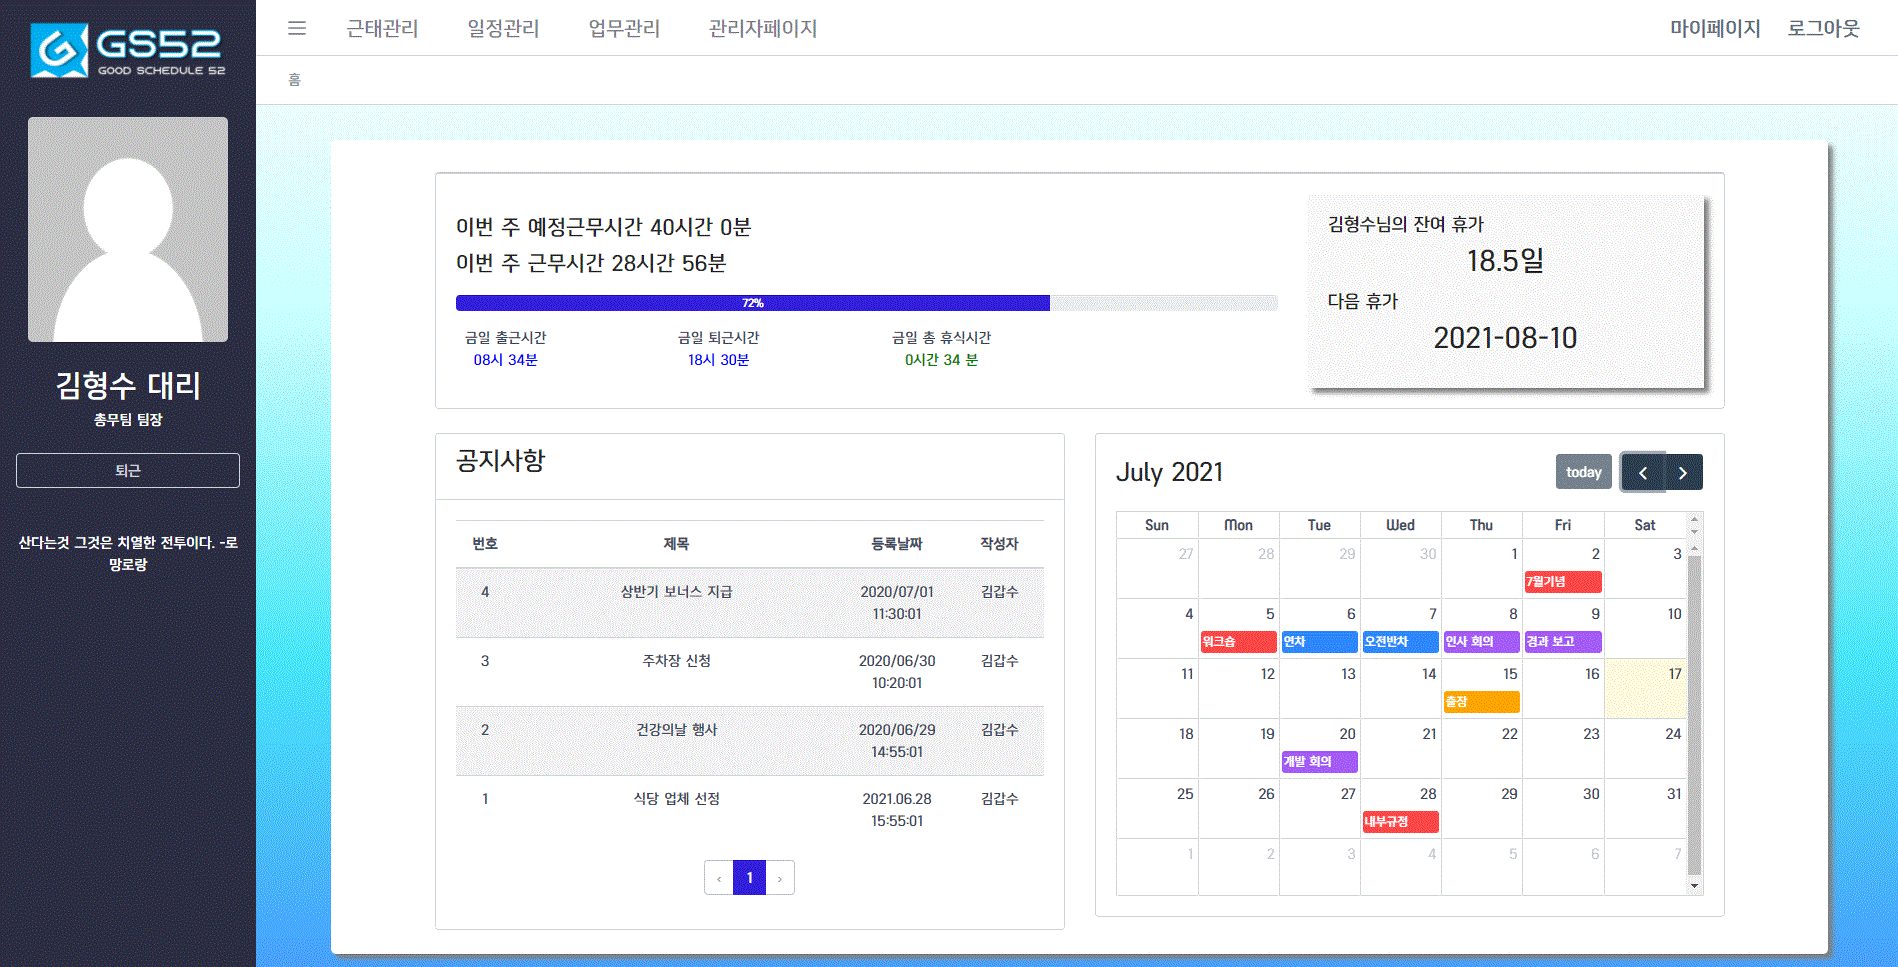 GS52
GOOD SCHEDULE 52
김형수 대리
총무팀 팀장
퇴근
산다는것 그것은 치열한 전투이다. -로
망로랑
근태관리 일정관리 업무관리 관리자페이지 마이페이지 로그아웃
홈
이번 주 예정근무시간 40시간 0분
이번 주 근무시간 28시간 56분
72%
금일 출근시간 금일 퇴근시간 금일 총 휴식시간
08시 34분 18시 30분 0시간 34 분
김형수님의 잔여 휴가
18.5일
다음 휴가
2021-08-10
공지사항
번호 제목 등록날짜 작성자
4 상반기 보너스 지급 2020/07/01 김갑수
11:30:01
3 주차장 신청 2020/06/30 김갑수
10:20:01
2 건강의날 행사 2020/06/29 김갑수
14:55:01
1 식당 업체 선정 2021.06.28 김갑수
15:55:01
‹ 1 ›
July 2021 today
Sun Mon Tue Wed Thu Fri Sat
27 28 29 30 1 2 3
7월기념
4 5 6 7 8 9 10
워크숍 연차 오전반차 인사 회의 경과 보고
11 12 13 14 15 16 17
출장
18 19 20 21 22 23 24
개발 회의
25 26 27 28 29 30 31
내부규정
1 2 3 4 5 6 7